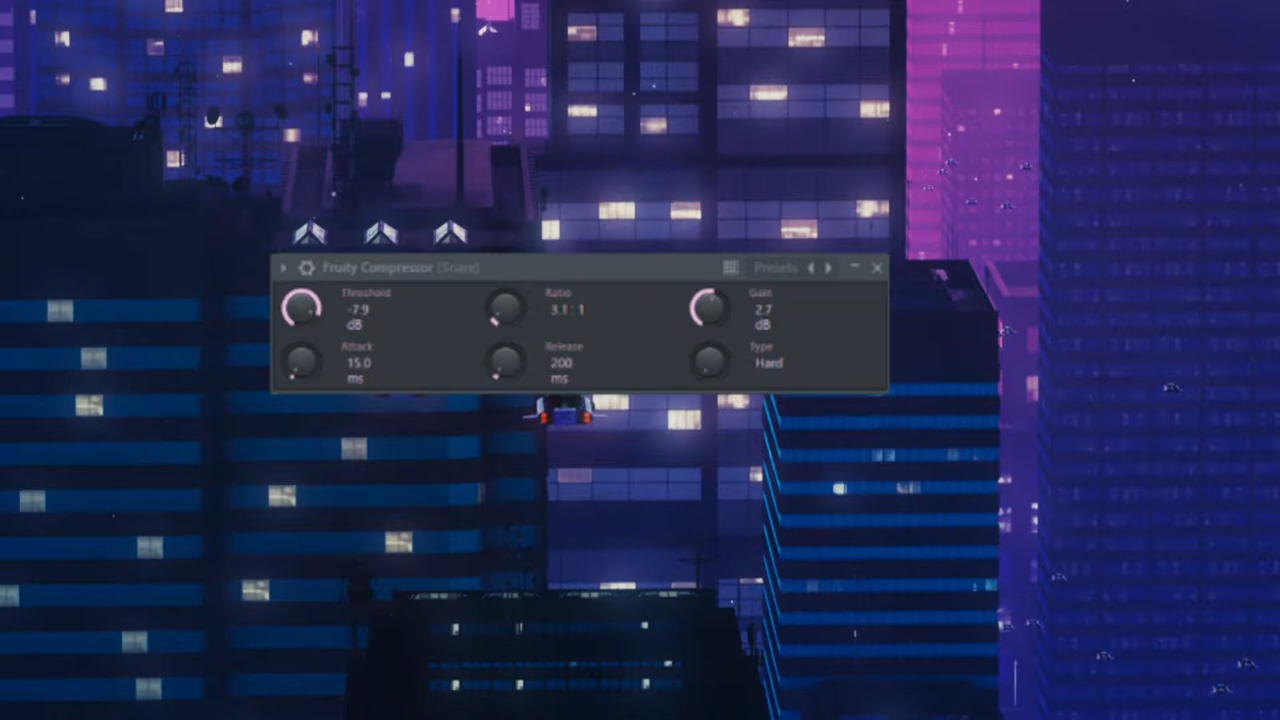 Fruity Compressor (Snare)
Presets
Threshold
-7.9
dB
Ratio
3.1 : 1
Gain
2.7
dB
Attack
15.0
ms
Release
200
ms
Type
Hard